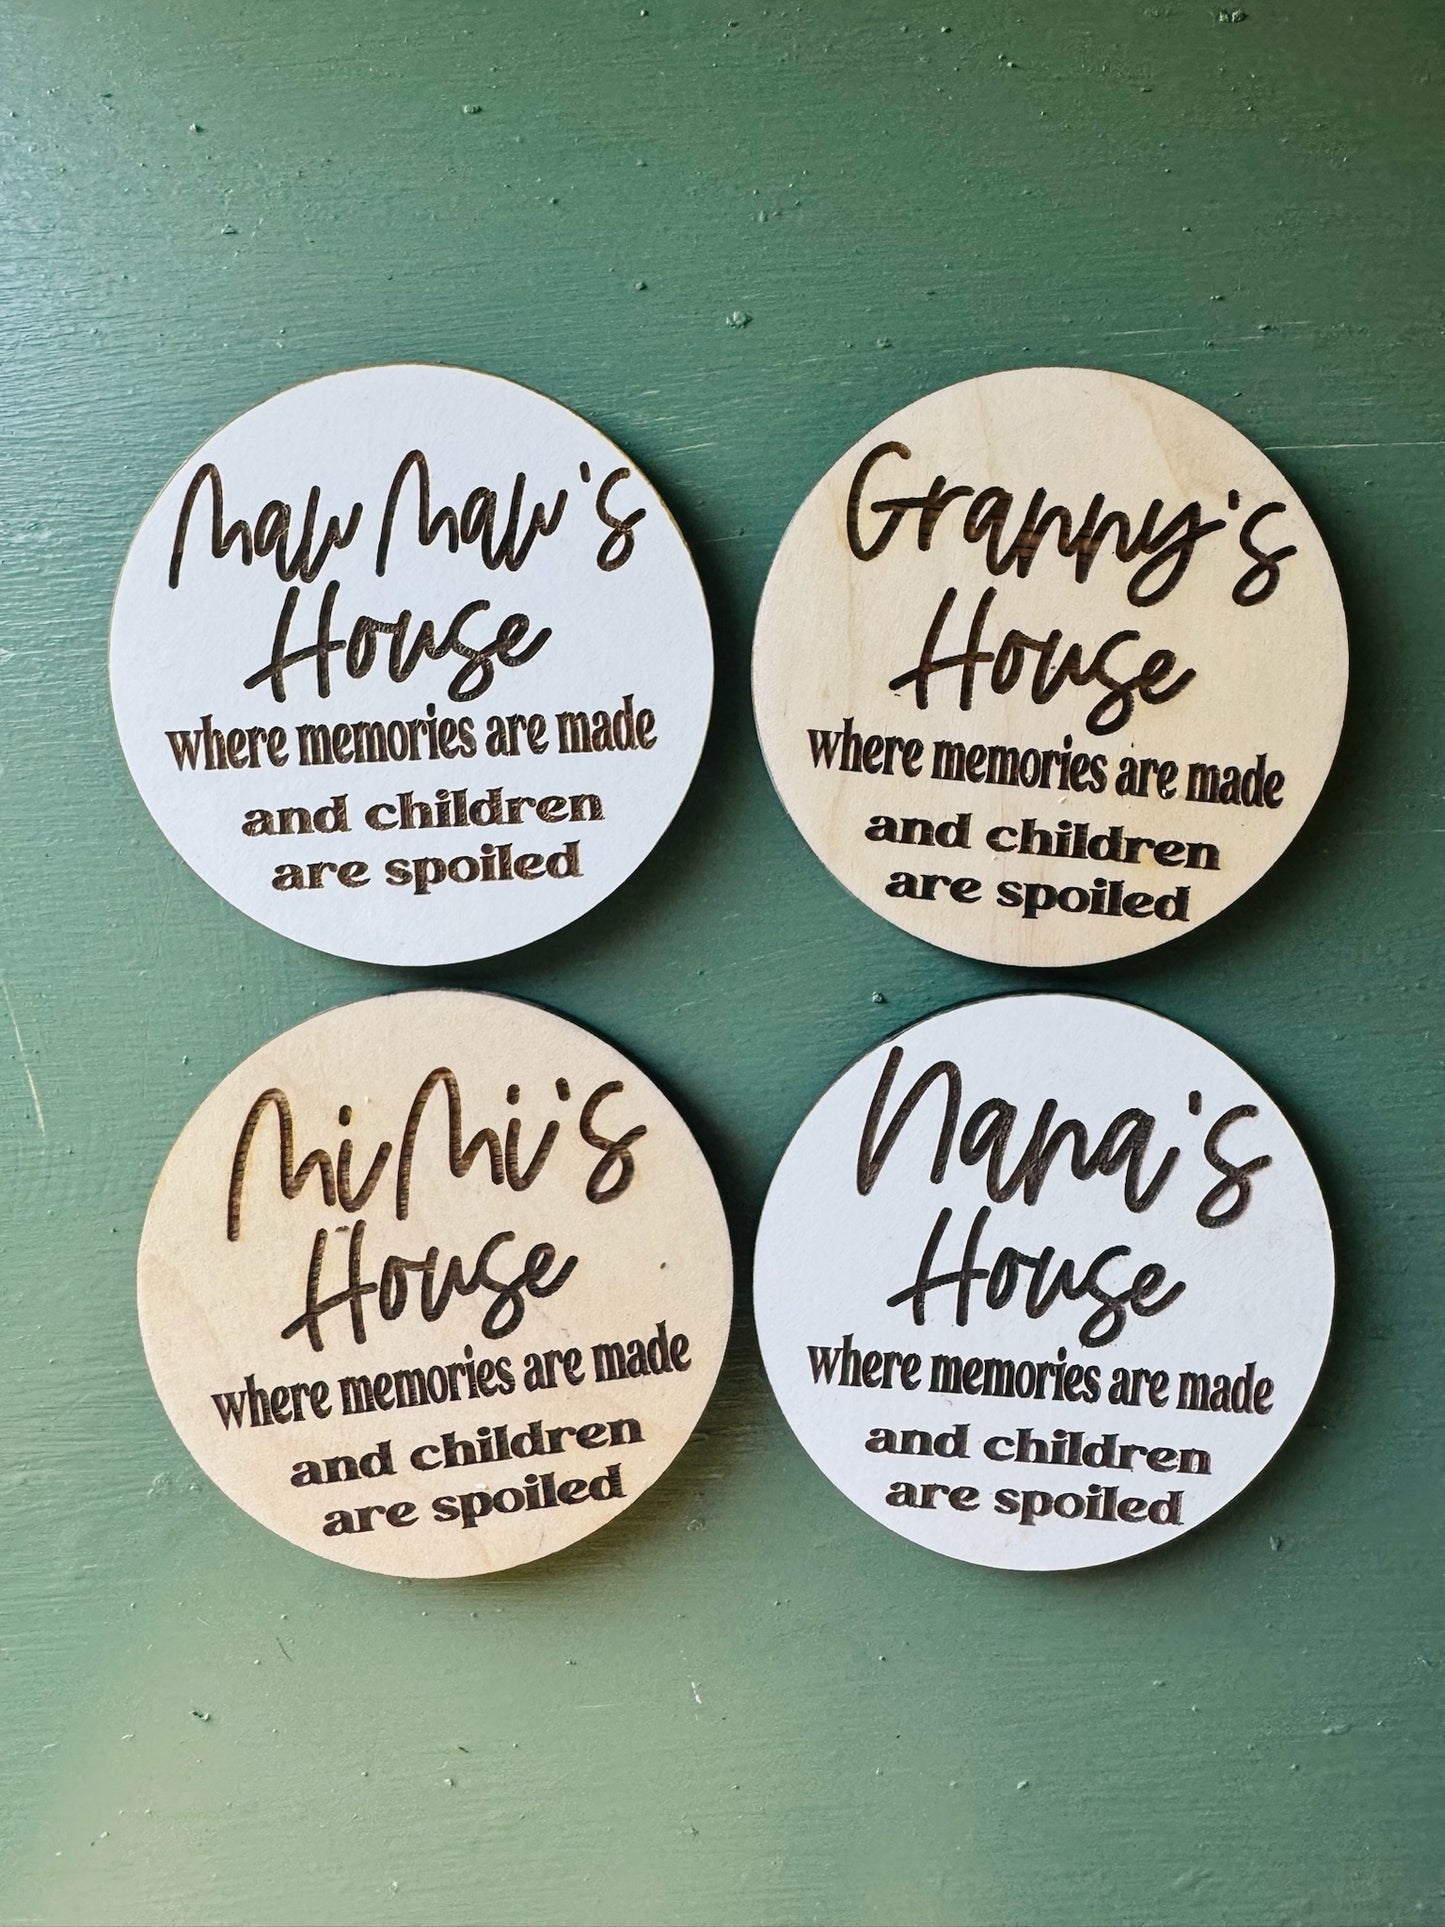 Maw Maw's
House
where memories are made
and children
are spoiled
Granny's
House
where memories are made
and children
are spoiled
MiMi's
House
where memories are made
and children
are spoiled
Nana's
House
where memories are made
and children
are spoiled